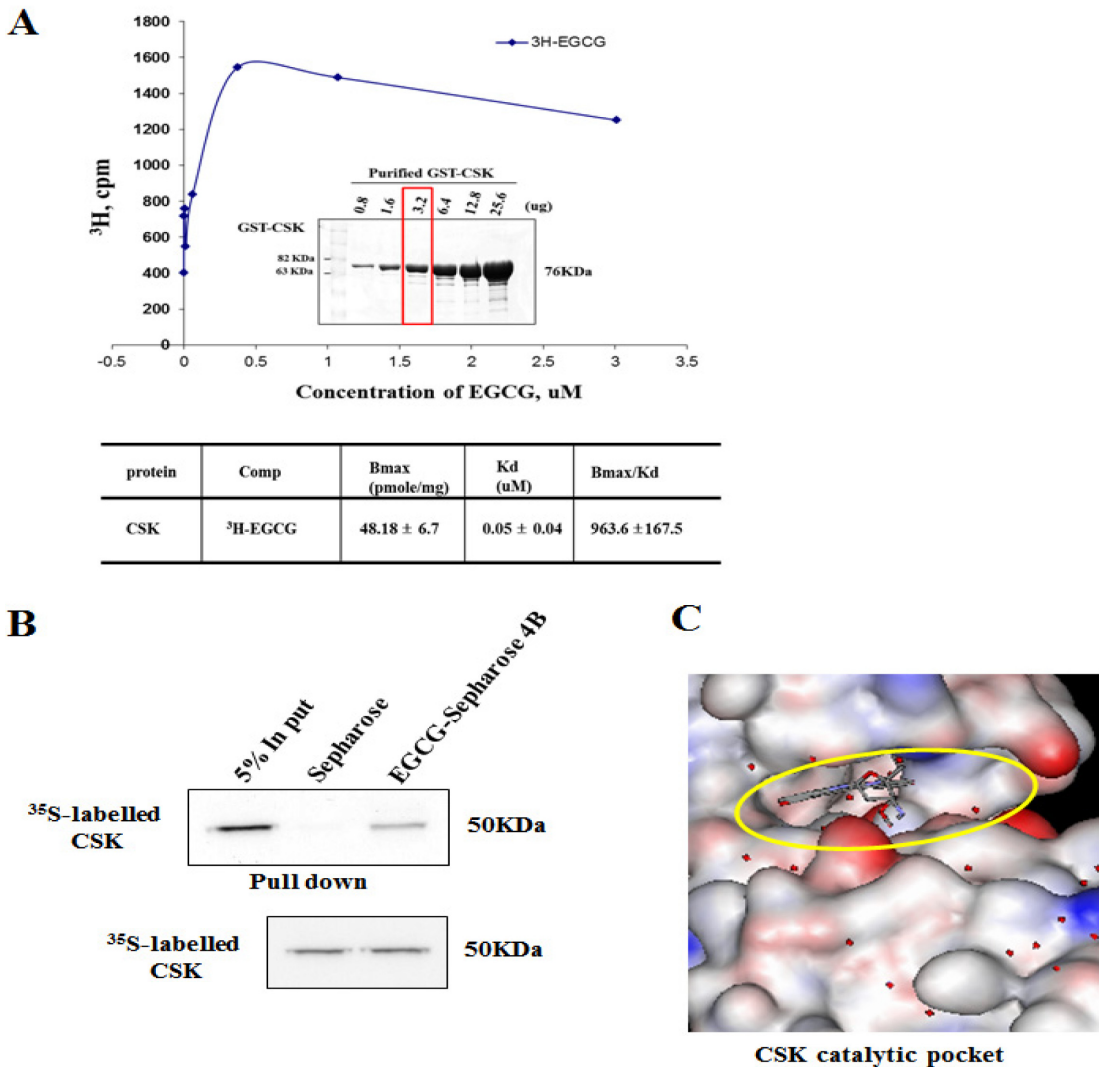 A
1800
1600
1400
1200
1000
800
600
400
200
0
³H, cpm
3H-EGCG
Purified GST-CSK
0.8 1.6 3.2 6.4 12.8 25.6 (ug)
GST-CSK
82 KDa
63 KDa
76KDa
-0.5 0 0.5 1 1.5 2 2.5 3 3.5
Concentration of EGCG, uM
protein Comp Bmax (pmole/mg) Kd (uM) Bmax/Kd
CSK ³H-EGCG 48.18 ± 6.7 0.05 ± 0.04 963.6 ±167.5
B
5% In put
Sepharose
EGCG-Sepharose 4B
³⁵S-labelled
CSK
50KDa
Pull down
³⁵S-labelled
CSK
50KDa
C
CSK catalytic pocket